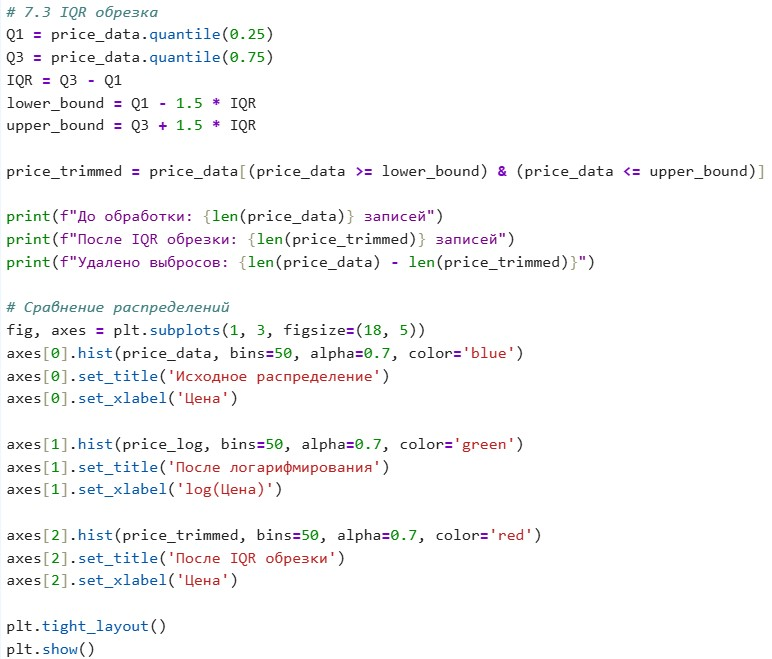 # 7.3 IQR обрезка
Q1 = price_data.quantile(0.25)
Q3 = price_data.quantile(0.75)
IQR = Q3 - Q1
lower_bound = Q1 - 1.5 * IQR
upper_bound = Q3 + 1.5 * IQR

price_trimmed = price_data[(price_data >= lower_bound) & (price_data <= upper_bound)]

print(f"До обработки: {len(price_data)} записей")
print(f"После IQR обрезки: {len(price_trimmed)} записей")
print(f"Удалено выбросов: {len(price_data) - len(price_trimmed)}")

# Сравнение распределений
fig, axes = plt.subplots(1, 3, figsize=(18, 5))
axes[0].hist(price_data, bins=50, alpha=0.7, color='blue')
axes[0].set_title('Исходное распределение')
axes[0].set_xlabel('Цена')

axes[1].hist(price_log, bins=50, alpha=0.7, color='green')
axes[1].set_title('После логарифмирования')
axes[1].set_xlabel('log(Цена)')

axes[2].hist(price_trimmed, bins=50, alpha=0.7, color='red')
axes[2].set_title('После IQR обрезки')
axes[2].set_xlabel('Цена')

plt.tight_layout()
plt.show()